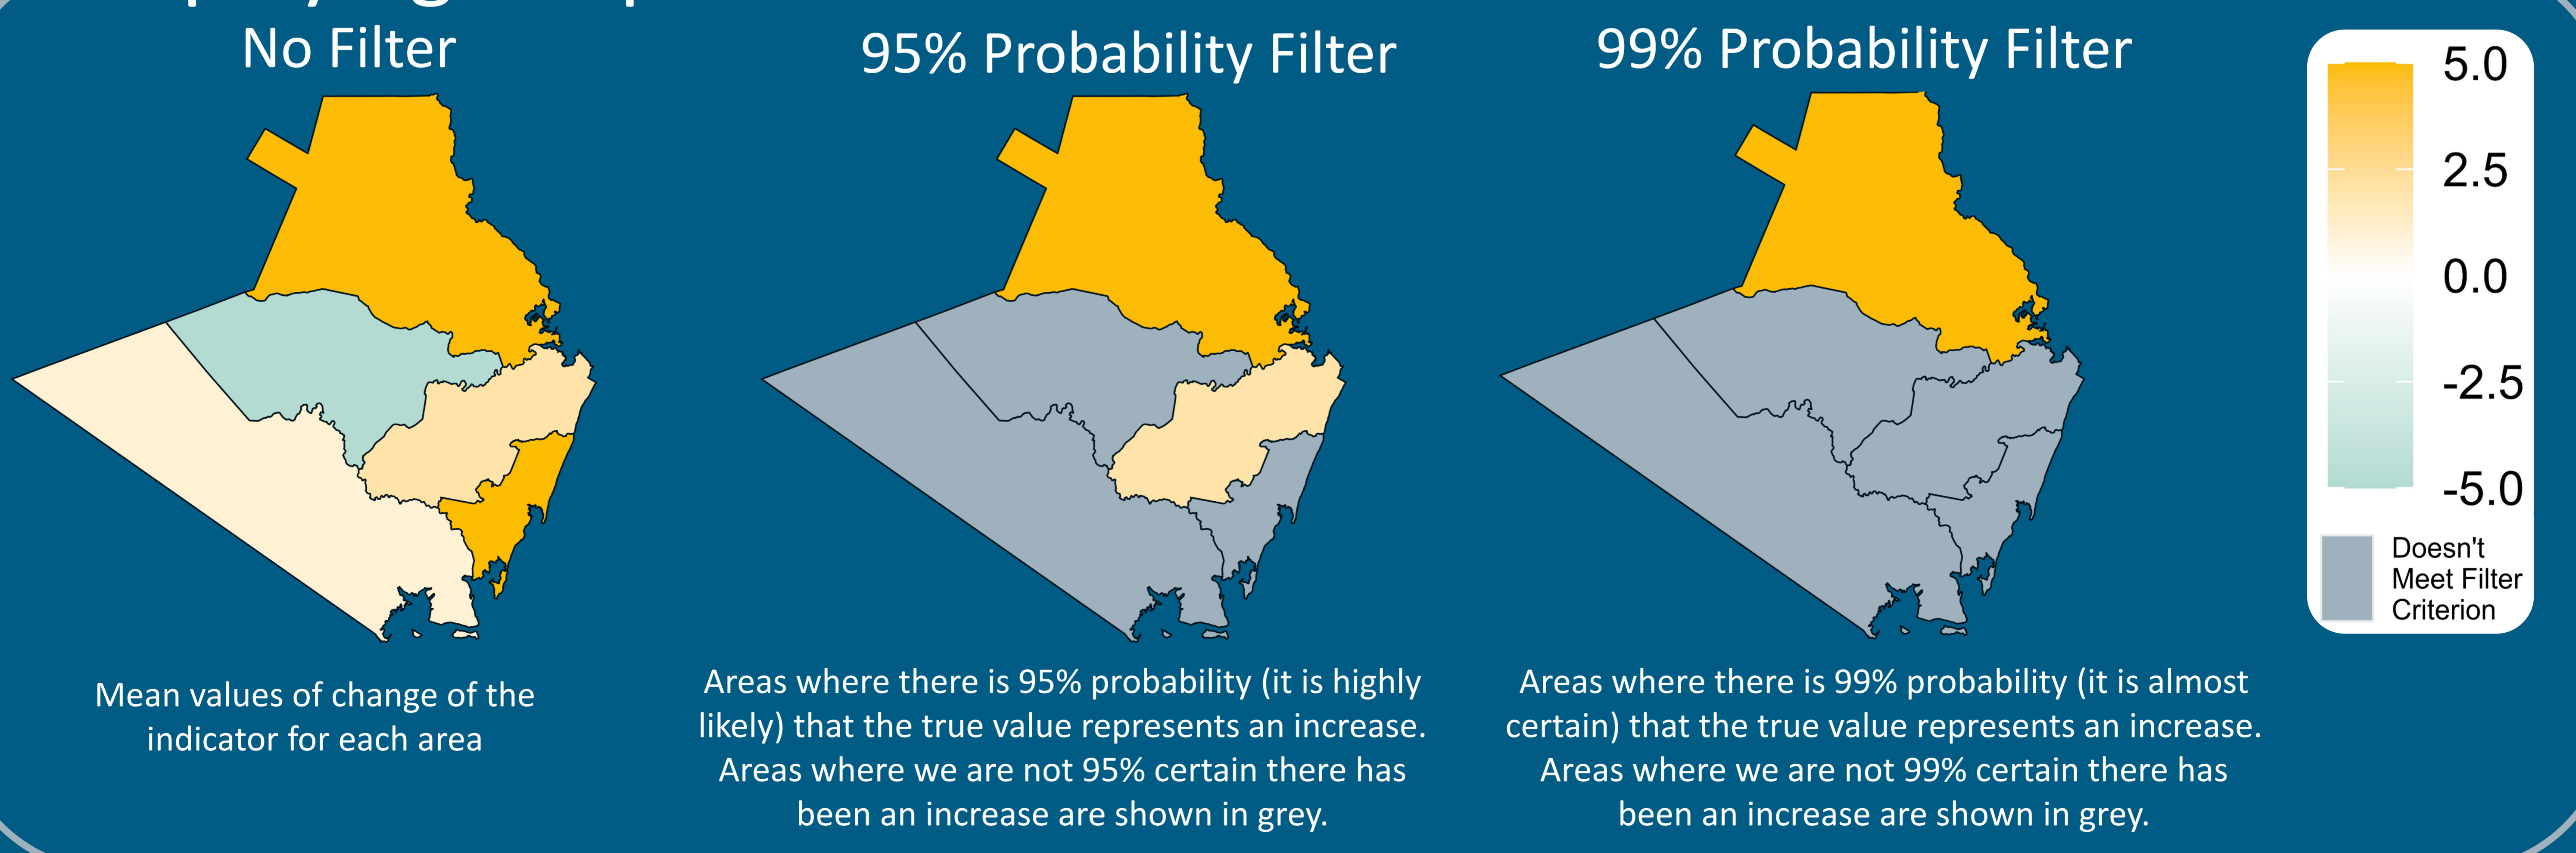 No Filter
95% Probability Filter
99% Probability Filter
5.0
2.5
0.0
-2.5
-5.0
Doesn't
Meet Filter
Criterion
Mean values of change of the
indicator for each area
Areas where there is 95% probability (it is highly
likely) that the true value represents an increase.
Areas where we are not 95% certain there has
been an increase are shown in grey.
Areas where there is 99% probability (it is almost
certain) that the true value represents an increase.
Areas where we are not 99% certain there has
been an increase are shown in grey.